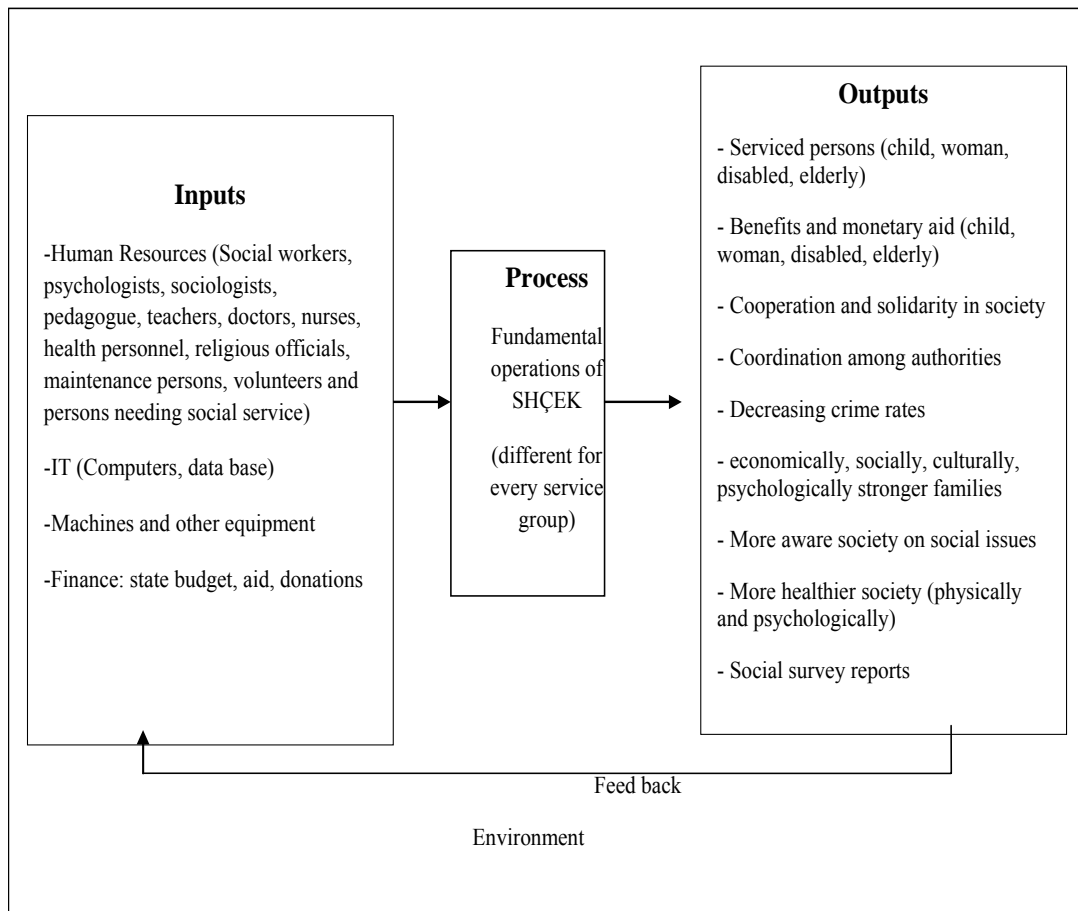 Inputs
-Human Resources (Social workers,
psychologists, sociologists,
pedagogue, teachers, doctors, nurses,
health personnel, religious officials,
maintenance persons, volunteers and
persons needing social service)
-IT (Computers, data base)
-Machines and other equipment
-Finance: state budget, aid, donations
Process
Fundamental
operations of
SHÇEK
(different for
every service
group)
Outputs
- Serviced persons (child, woman,
disabled, elderly)
- Benefits and monetary aid (child,
woman, disabled, elderly)
- Cooperation and solidarity in society
- Coordination among authorities
- Decreasing crime rates
- economically, socially, culturally,
psychologically stronger families
- More aware society on social issues
- More healthier society (physically
and psychologically)
- Social survey reports
Feed back
Environment